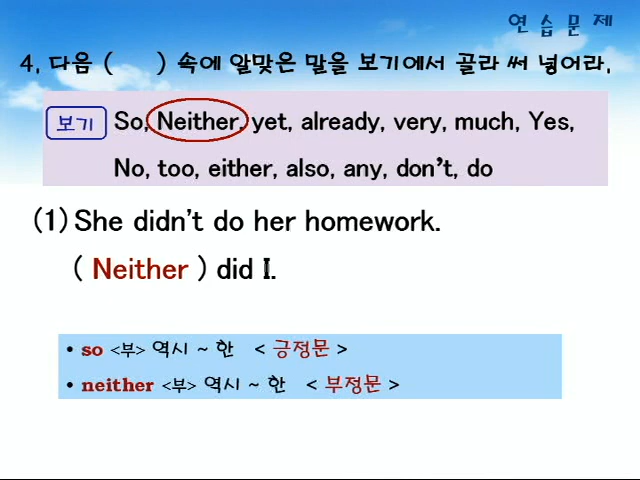 연 습 문 제
4. 다음 (      ) 속에 알맞은 말을 보기에서 골라 써 넣어라.
보기 So, Neither, yet, already, very, much, Yes,
No, too, either, also, any, don't, do
(1) She didn't do her homework.
( Neither ) did I.
• so <부> 역시 ~ 한 < 긍정문 >
• neither <부> 역시 ~ 한 < 부정문 >